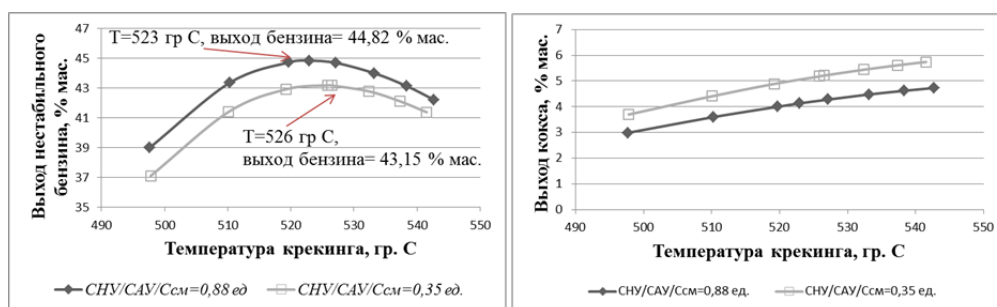 Выход нестабильного
бензина, % мас.
47
45
43
41
39
37
35
T=523 гр С, выход бензина= 44,82 % мас.
T=526 гр С,
выход бензина= 43,15 % мас.
490 500 510 520 530 540 550
Температура крекинга, гр. С
СНУ/САУ/Ссм=0,88 ед СНУ/САУ/Ссм=0,35 ед.
Выход кокса, % мас.
7
6
5
4
3
2
1
0
490 500 510 520 530 540 550
Температура крекинга, гр. С
СНУ/САУ/Ссм=0,88 ед. СНУ/САУ/Ссм=0,35 ед.